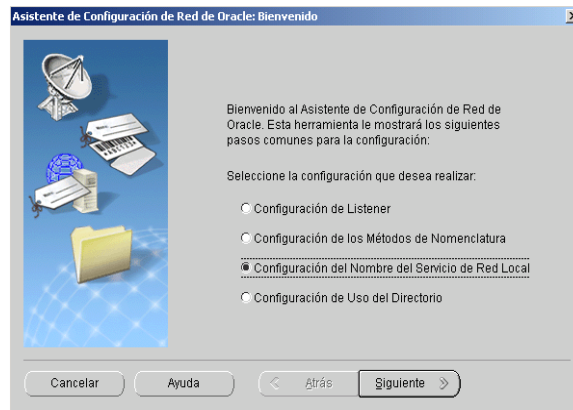 Asistente de Configuración de Red de Oracle: Bienvenido
Bienvenido al Asistente de Configuración de Red de
Oracle. Esta herramienta le mostrará los siguientes
pasos comunes para la configuración:
Seleccione la configuración que desea realizar:
Configuración de Listener
Configuración de los Métodos de Nomenclatura
Configuración del Nombre del Servicio de Red Local
Configuración de Uso del Directorio
Cancelar
Ayuda
Atrás
Siguiente